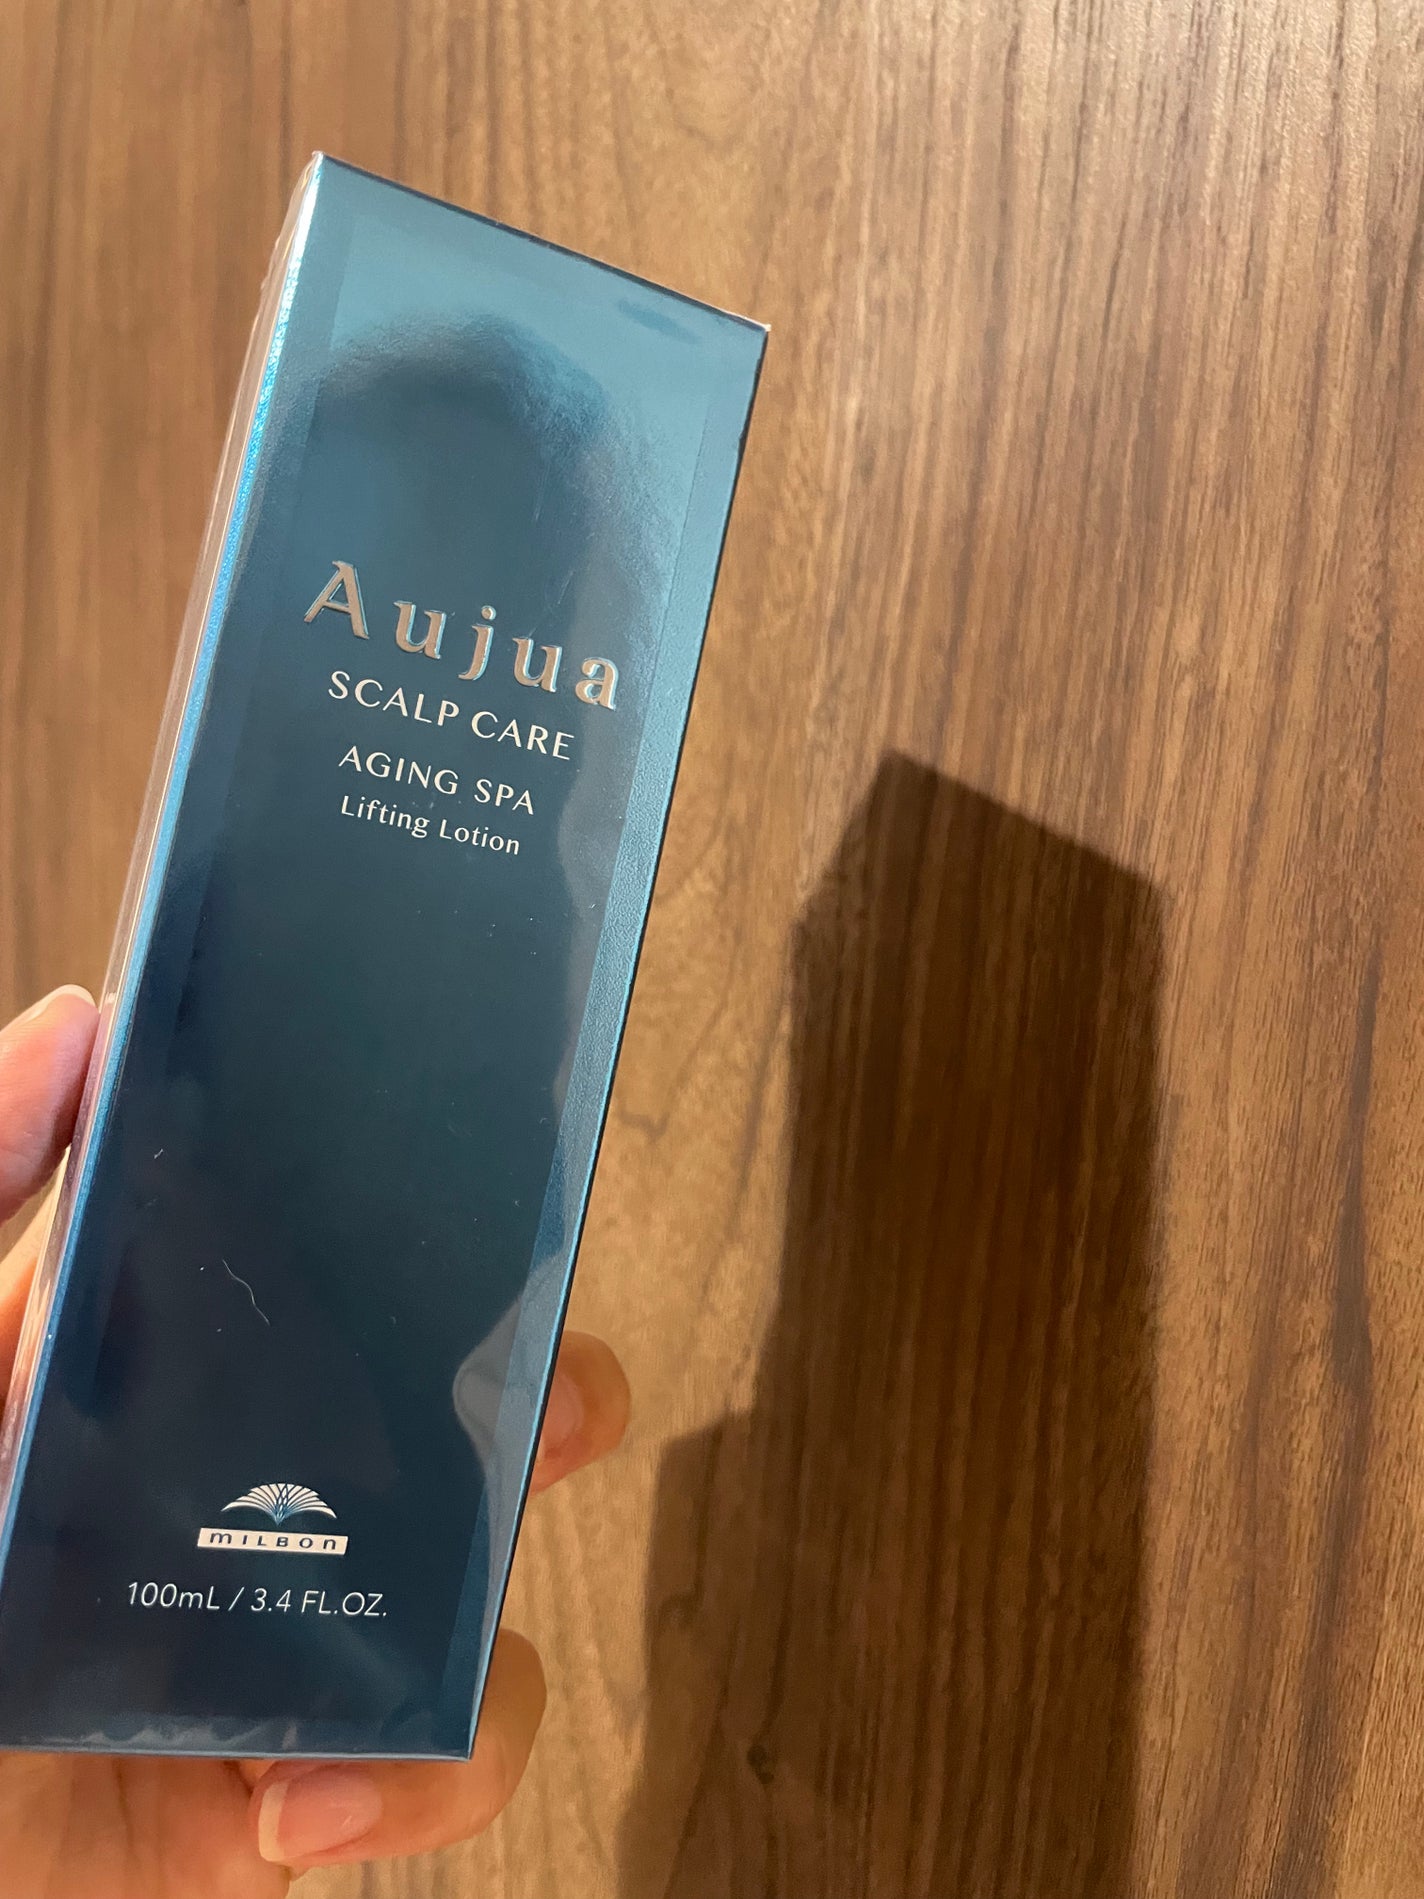 Aujua
SCALP CARE
AGING SPA
Lifting Lotion
MILBON
100mL / 3.4 FL.OZ.